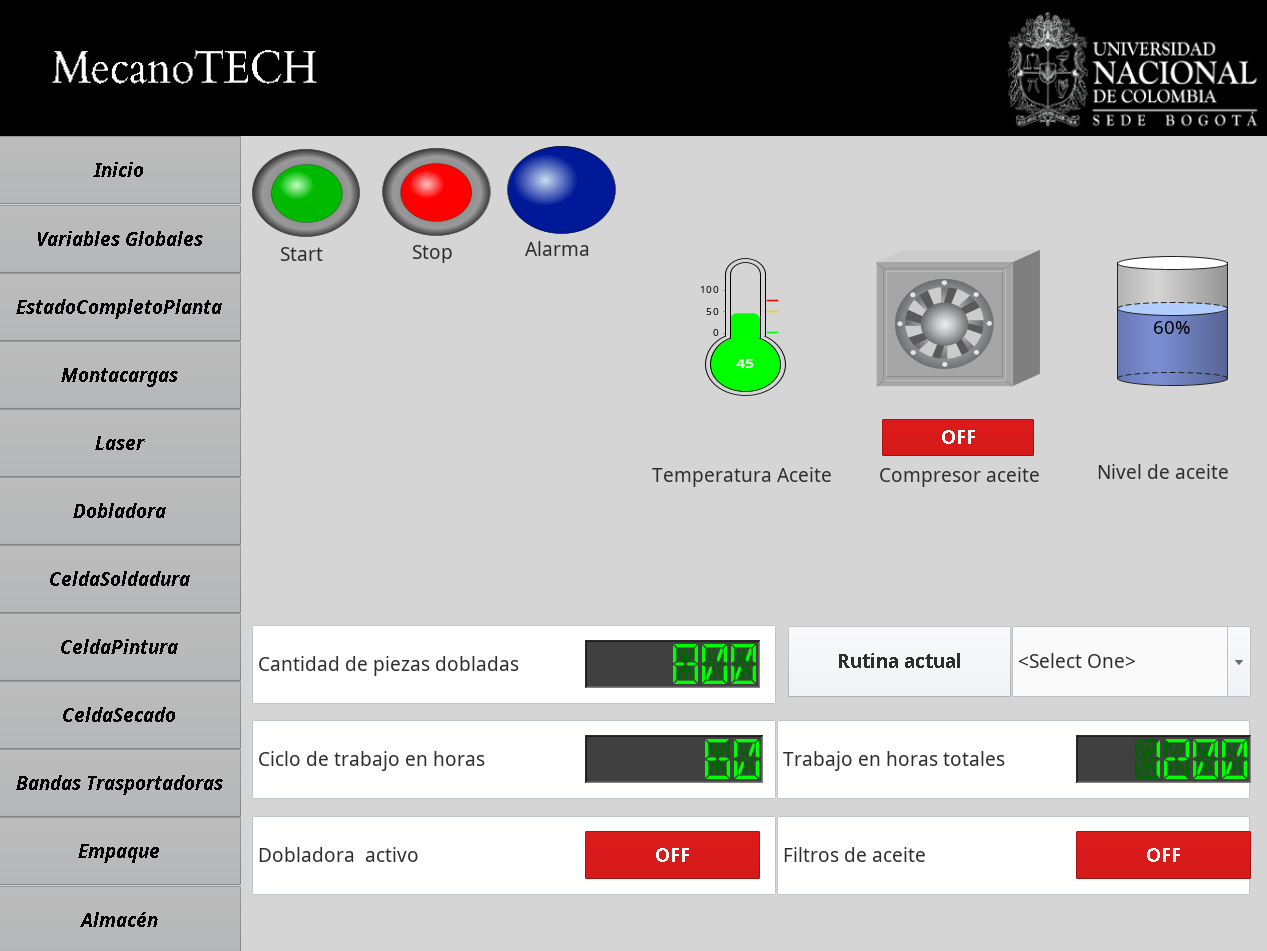 MecanoTECH
UNIVERSIDAD
NACIONAL
DE COLOMBIA
SEDE BOGOTÁ
Inicio
Variables Globales
EstadoCompletoPlanta
Montacargas
Laser
Dobladora
CeldaSoldadura
CeldaPintura
CeldaSecado
Bandas Trasportadoras
Empaque
Almacén
Start
Stop
Alarma
100
50
0
45
60%
OFF
Temperatura Aceite
Compresor aceite
Nivel de aceite
Cantidad de piezas dobladas
800
Rutina actual
<Select One>
Ciclo de trabajo en horas
60
Trabajo en horas totales
1200
Dobladora  activo
OFF
Filtros de aceite
OFF